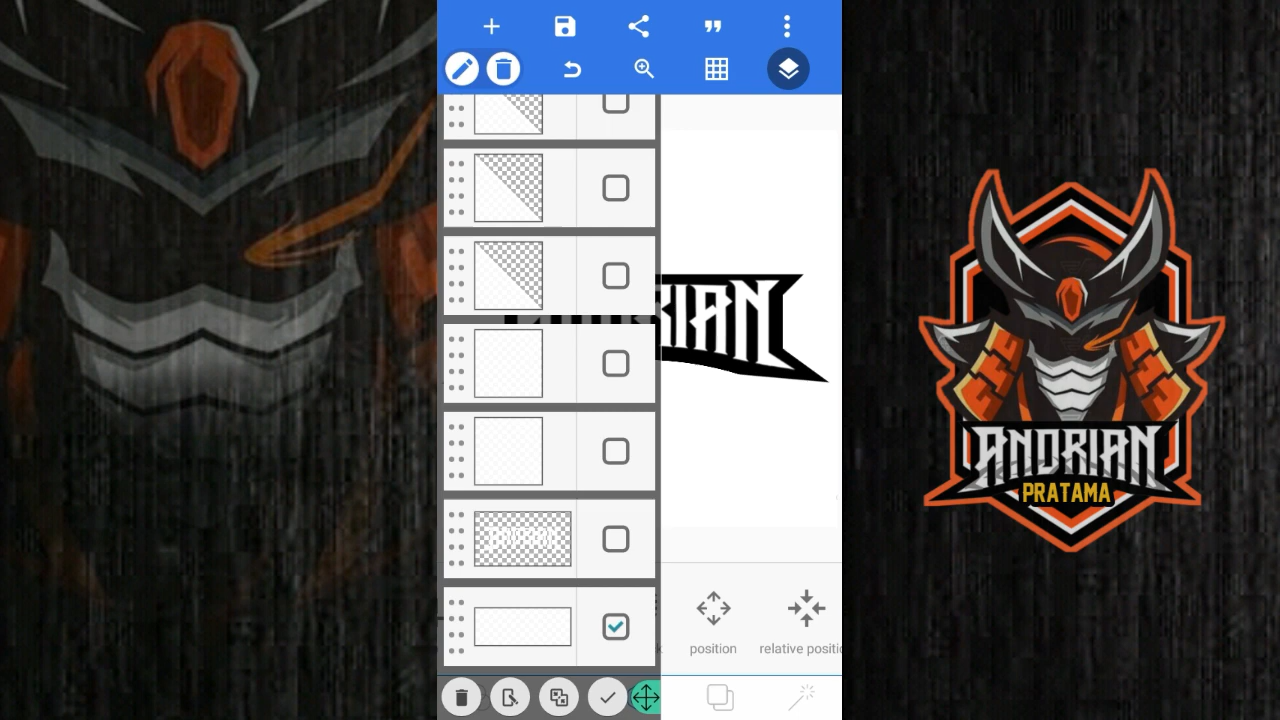 RIAN
k
position
relative positi
ANDRIAN
PRATAMA